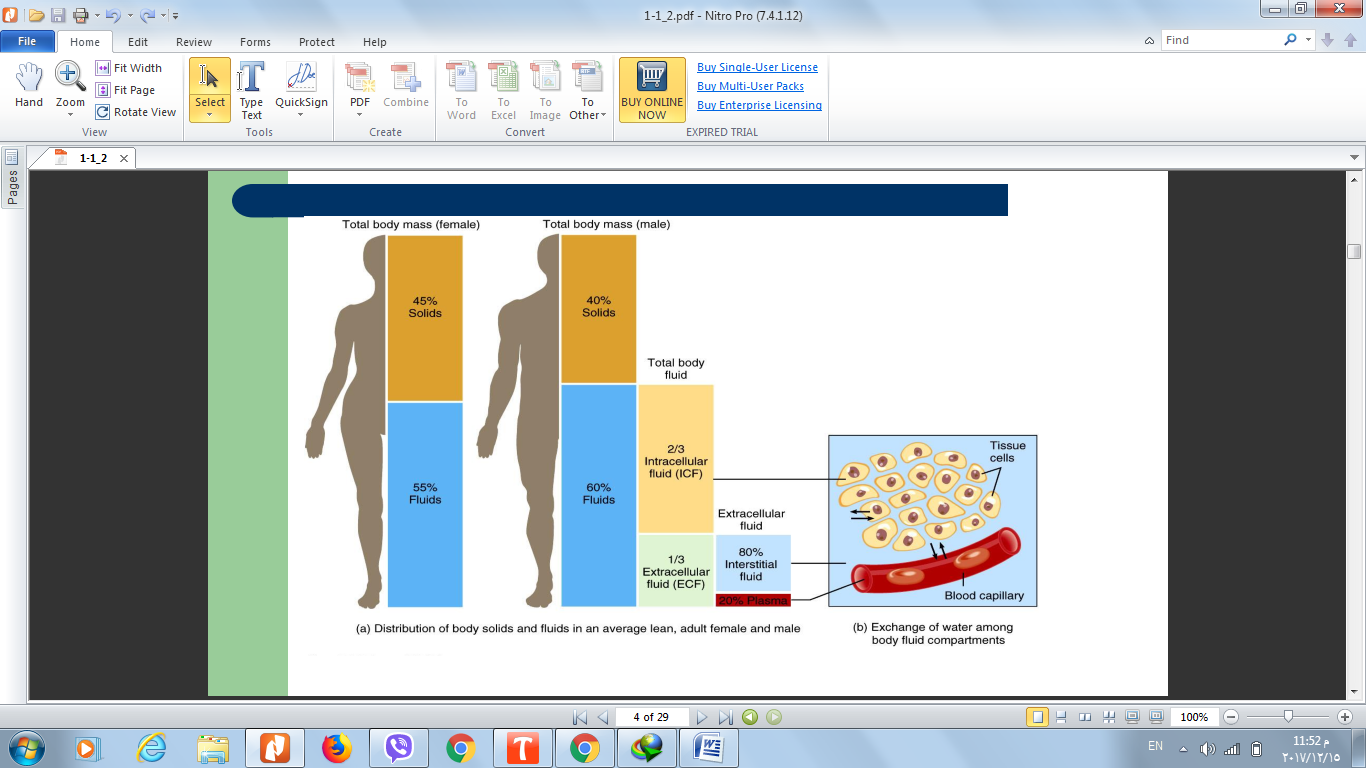 1-1_2.pdf - Nitro Pro (7.4.1.12)
File
Home
Edit
Review
Forms
Protect
Help
Find
Hand
Zoom
Fit Width
Fit Page
Rotate View
View
Select
Type
Text
QuickSign
Tools
PDF
Combine
Create
To
Word
To
Excel
To
Image
To
Other
Convert
BUY ONLINE
NOW
Buy Single-User License
Buy Multi-User Packs
Buy Enterprise Licensing
EXPIRED TRIAL
1-1_2
Pages
Total body mass (female)
Total body mass (male)
45%
Solids
40%
Solids
55%
Fluids
60%
Fluids
Total body
fluid
2/3
Intracellular
fluid (ICF)
1/3
Extracellular
fluid (ECF)
Extracellular
fluid
80%
Interstitial
fluid
20% Plasma
Tissue
cells
Blood capillary
(a) Distribution of body solids and fluids in an average lean, adult female and male
(b) Exchange of water among
body fluid compartments
4 of 29
100%
EN
11:52 م
٢٠١٧/١٢/١٥